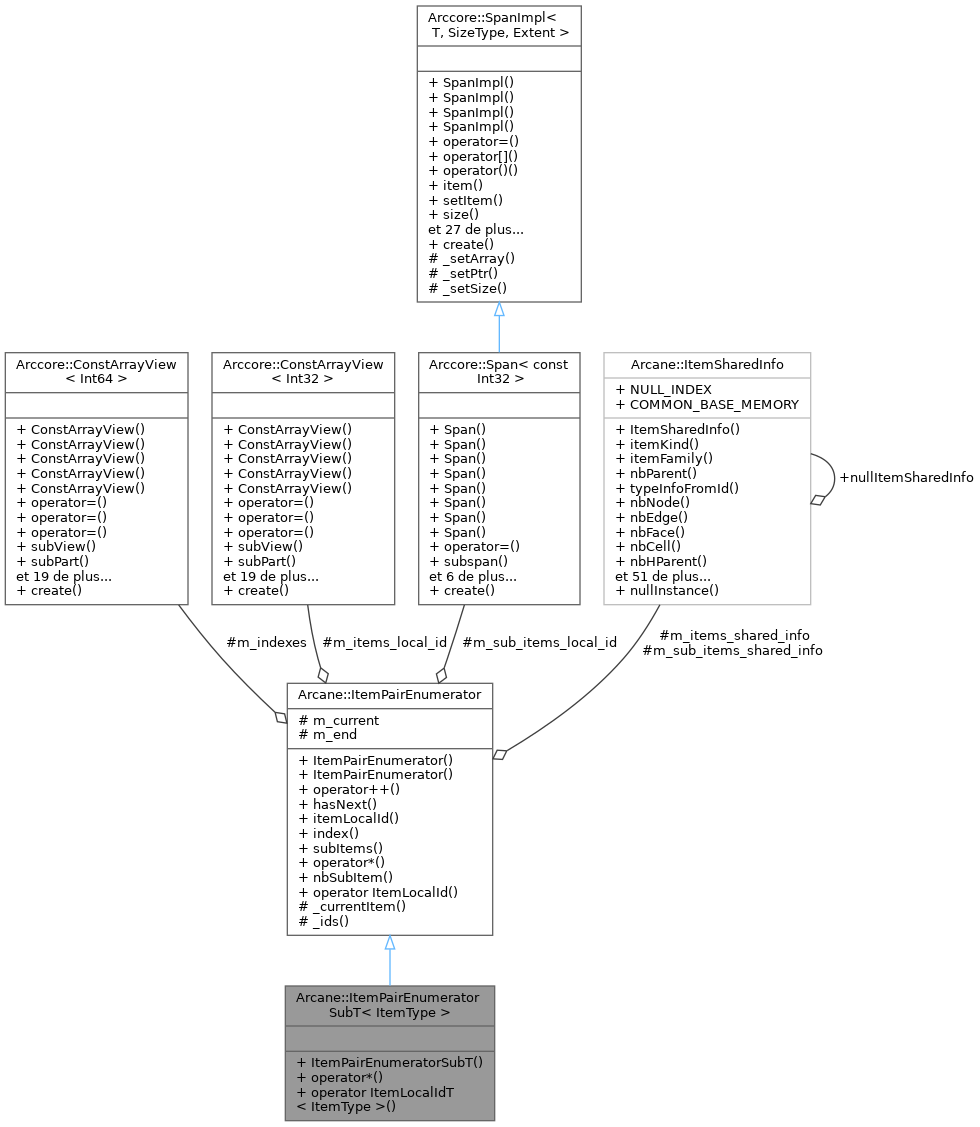 Arccore::SpanImpl<
T, SizeType, Extent >
+ SpanImpl()
+ SpanImpl()
+ SpanImpl()
+ SpanImpl()
+ operator=()
+ operator[]()
+ operator()()
+ item()
+ setItem()
+ size()
et 27 de plus...
+ create()
# _setArray()
# _setPtr()
# _setSize()
Arccore::ConstArrayView
< Int64 >
+ ConstArrayView()
+ ConstArrayView()
+ ConstArrayView()
+ ConstArrayView()
+ ConstArrayView()
+ operator=()
+ operator=()
+ operator=()
+ subView()
+ subPart()
et 19 de plus...
+ create()
Arccore::ConstArrayView
< Int32 >
+ ConstArrayView()
+ ConstArrayView()
+ ConstArrayView()
+ ConstArrayView()
+ ConstArrayView()
+ operator=()
+ operator=()
+ operator=()
+ subView()
+ subPart()
et 19 de plus...
+ create()
Arccore::Span< const
Int32 >
+ Span()
+ Span()
+ Span()
+ Span()
+ Span()
+ Span()
+ Span()
+ Span()
+ operator=()
+ subspan()
et 6 de plus...
+ create()
Arcane::ItemSharedInfo
+ NULL_INDEX
+ COMMON_BASE_MEMORY
+ ItemSharedInfo()
+ itemKind()
+ itemFamily()
+ nbParent()
+ typeInfoFromId()
+ nbNode()
+ nbEdge()
+ nbFace()
+ nbCell()
+ nbHParent()
et 51 de plus...
+ nullInstance()
+nullItemSharedInfo
#m_indexes
#m_items_local_id
#m_sub_items_local_id
#m_items_shared_info
#m_sub_items_shared_info
Arcane::ItemPairEnumerator
# m_current
# m_end
+ ItemPairEnumerator()
+ ItemPairEnumerator()
+ operator++()
+ hasNext()
+ itemLocalId()
+ index()
+ subItems()
+ operator*()
+ nbSubItem()
+ operator ItemLocalId()
# _currentItem()
# _ids()
Arcane::ItemPairEnumerator
SubT< ItemType >
+ ItemPairEnumeratorSubT()
+ operator*()
+ operator ItemLocalIdT
< ItemType >()